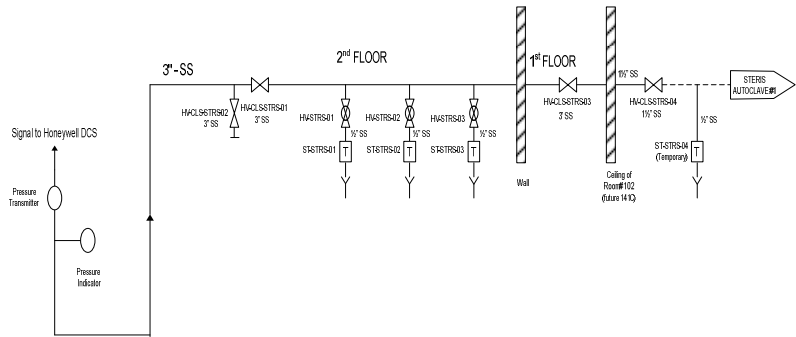 2nd FLOOR
1st FLOOR
3"-SS
1½" SS
STERIS
AUTOCLAVE#1
HV-CLS-STRS-02
3" SS
HV-CLS-STRS-01
3" SS
HV-STRS-01
½" SS
ST-STRS-01
HV-STRS-02
½" SS
ST-STRS-02
HV-STRS-03
½" SS
ST-STRS-03
HV-CLS-STRS-03
3" SS
HV-CLS-STRS-04
1½" SS
½" SS
ST-STRS-04
(Temporary)
Wall
Ceiling of
Room#102
(future 141C)
Signal to Honeywell DCS
Pressure
Transmitter
Pressure
Indicator
T
T
T
T